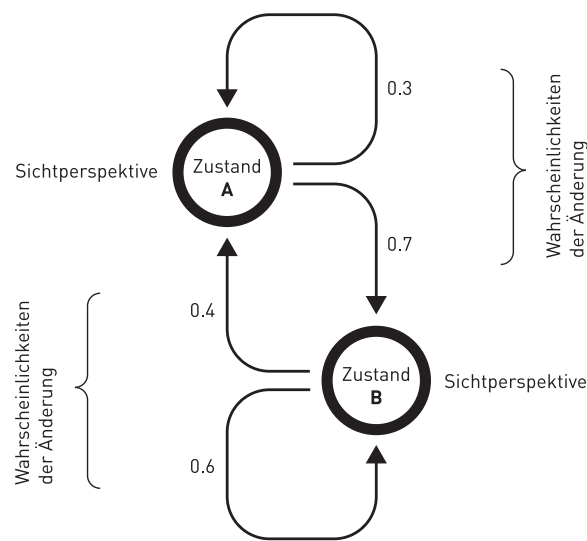 0.3
Wahrscheinlichkeiten
der Änderung
Sichtperspektive
Zustand
A
0.7
0.4
Wahrscheinlichkeiten
der Änderung
Zustand
B
Sichtperspektive
0.6